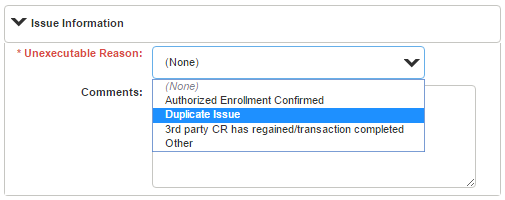 Issue Information
* Unexecutable Reason:
(None)
(None)
Authorized Enrollment Confirmed
Duplicate Issue
3rd party CR has regained/transaction completed
Other
Comments: